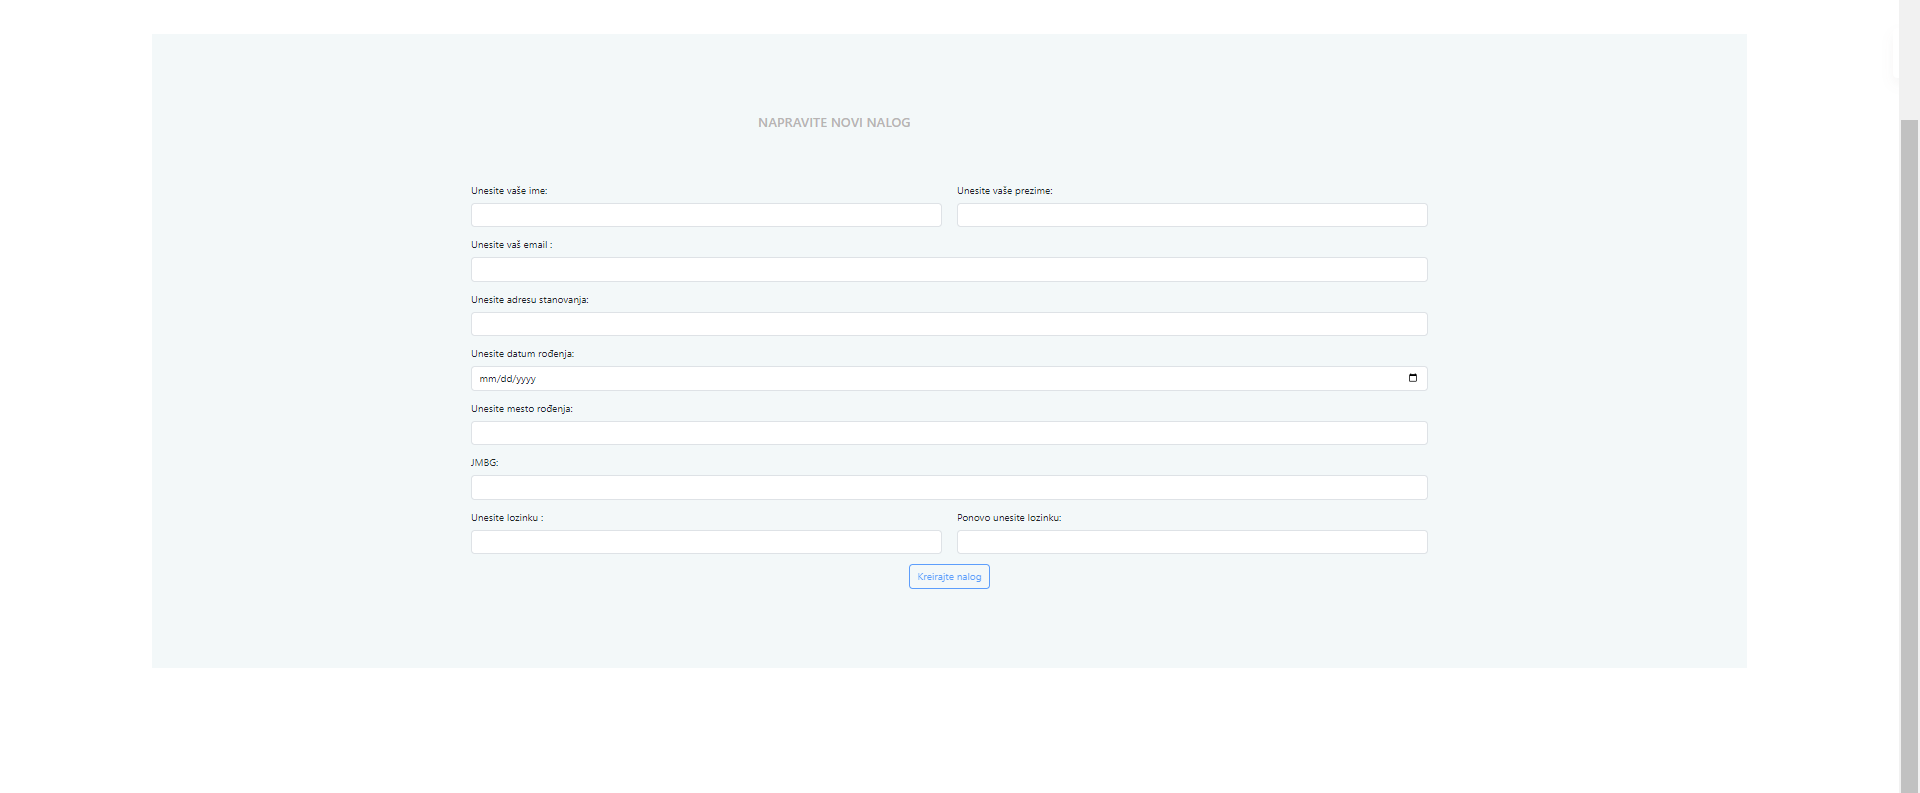 NAPRAVITE NOVI NALOG
Unesite vaše ime:
Unesite vaše prezime:
Unesite vaš email :
Unesite adresu stanovanja:
Unesite datum rođenja:
mm/dd/yyyy
Unesite mesto rođenja:
JMBG:
Unesite lozinku :
Ponovo unesite lozinku:
Kreirajte nalog